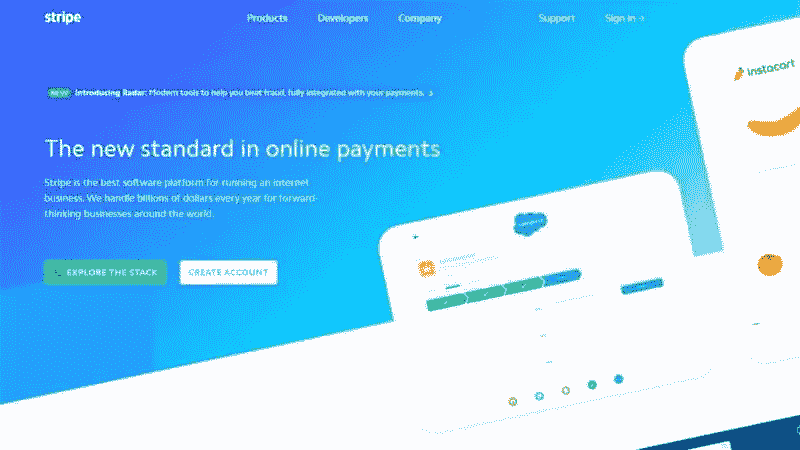 stripe
Products Developers Company Support Sign in
NEW Introducing Radar: Modern tools to help you beat fraud, fully integrated with your payments.
The new standard in online payments
Stripe is the best software platform for running an internet
business. We handle billions of dollars every year for forward-
thinking businesses around the world.
EXPLORE THE STACK CREATE ACCOUNT
instacart